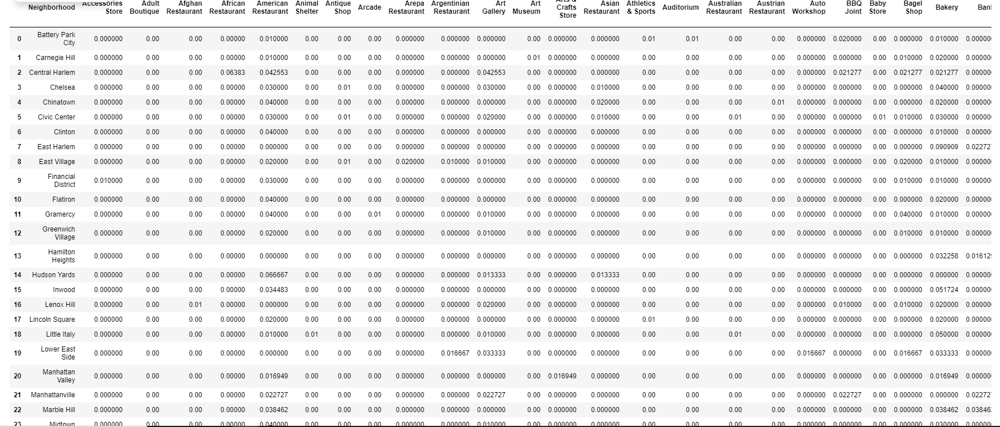 Neighborhood Accessories Store Adult Boutique Afghan Restaurant African Restaurant American Restaurant Animal Shelter Antique Shop Arcade Arepa Restaurant Argentinian Restaurant Art Gallery Art Museum Arts & Crafts Store Asian Restaurant Athletics & Sports Auditorium Australian Restaurant Austrian Restaurant Auto Workshop BBQ Joint Baby Store Bagel Shop Bakery
0 Battery Park City 0.000000 0.00 0.00 0.00000 0.010000 0.00 0.00 0.00 0.000000 0.000000 0.000000 0.00 0.000000 0.000000 0.01 0.01 0.00 0.00 0.000000 0.020000 0.00 0.000000 0.010000 0.00000
1 Carnegie Hill 0.000000 0.00 0.00 0.00000 0.010000 0.00 0.00 0.00 0.000000 0.000000 0.000000 0.01 0.000000 0.000000 0.00 0.00 0.00 0.00 0.000000 0.000000 0.00 0.010000 0.020000 0.00000
2 Central Harlem 0.000000 0.00 0.00 0.06383 0.042553 0.00 0.00 0.00 0.000000 0.000000 0.042553 0.00 0.000000 0.000000 0.00 0.00 0.00 0.00 0.000000 0.021277 0.00 0.021277 0.021277 0.00000
3 Chelsea 0.000000 0.00 0.00 0.00000 0.030000 0.00 0.01 0.00 0.000000 0.000000 0.030000 0.00 0.000000 0.010000 0.00 0.00 0.00 0.00 0.000000 0.000000 0.00 0.000000 0.040000 0.00000
4 Chinatown 0.000000 0.00 0.00 0.00000 0.040000 0.00 0.00 0.00 0.000000 0.000000 0.000000 0.00 0.000000 0.020000 0.00 0.00 0.00 0.01 0.000000 0.000000 0.00 0.000000 0.020000 0.00000
5 Civic Center 0.000000 0.00 0.00 0.00000 0.030000 0.00 0.01 0.00 0.000000 0.000000 0.020000 0.00 0.000000 0.010000 0.00 0.00 0.01 0.00 0.000000 0.000000 0.01 0.010000 0.030000 0.00000
6 Clinton 0.000000 0.00 0.00 0.00000 0.040000 0.00 0.00 0.00 0.000000 0.000000 0.000000 0.00 0.000000 0.000000 0.00 0.00 0.00 0.00 0.000000 0.000000 0.00 0.000000 0.010000 0.00000
7 East Harlem 0.000000 0.00 0.00 0.00000 0.000000 0.00 0.00 0.00 0.000000 0.000000 0.000000 0.00 0.000000 0.000000 0.00 0.00 0.00 0.00 0.000000 0.000000 0.00 0.000000 0.090909 0.02272
8 East Village 0.000000 0.00 0.00 0.00000 0.020000 0.00 0.01 0.00 0.020000 0.010000 0.010000 0.00 0.000000 0.000000 0.00 0.00 0.00 0.00 0.000000 0.000000 0.00 0.020000 0.010000 0.00000
9 Financial District 0.010000 0.00 0.00 0.00000 0.030000 0.00 0.00 0.00 0.000000 0.000000 0.000000 0.00 0.000000 0.000000 0.00 0.00 0.00 0.00 0.000000 0.000000 0.00 0.010000 0.010000 0.00000
10 Flatiron 0.000000 0.00 0.00 0.00000 0.040000 0.00 0.00 0.00 0.000000 0.000000 0.000000 0.00 0.000000 0.000000 0.00 0.00 0.00 0.00 0.000000 0.000000 0.00 0.000000 0.020000 0.00000
11 Gramercy 0.000000 0.00 0.00 0.00000 0.040000 0.00 0.00 0.01 0.000000 0.000000 0.010000 0.00 0.000000 0.000000 0.00 0.00 0.00 0.00 0.000000 0.000000 0.00 0.040000 0.010000 0.00000
12 Greenwich Village 0.000000 0.00 0.00 0.00000 0.020000 0.00 0.00 0.00 0.000000 0.000000 0.010000 0.00 0.000000 0.000000 0.00 0.00 0.00 0.00 0.000000 0.000000 0.00 0.010000 0.010000 0.00000
13 Hamilton Heights 0.000000 0.00 0.00 0.00000 0.000000 0.00 0.00 0.00 0.000000 0.000000 0.000000 0.00 0.000000 0.000000 0.00 0.00 0.00 0.00 0.000000 0.000000 0.00 0.000000 0.032258 0.01612
14 Hudson Yards 0.000000 0.00 0.00 0.00000 0.066667 0.00 0.00 0.00 0.000000 0.000000 0.013333 0.00 0.000000 0.013333 0.00 0.00 0.00 0.00 0.000000 0.000000 0.00 0.000000 0.000000 0.00000
15 Inwood 0.000000 0.00 0.00 0.00000 0.034483 0.00 0.00 0.00 0.000000 0.000000 0.000000 0.00 0.000000 0.000000 0.00 0.00 0.00 0.00 0.000000 0.000000 0.00 0.000000 0.051724 0.00000
16 Lenox Hill 0.000000 0.00 0.01 0.00000 0.000000 0.00 0.00 0.00 0.000000 0.000000 0.020000 0.00 0.000000 0.000000 0.00 0.00 0.00 0.00 0.000000 0.010000 0.00 0.010000 0.020000 0.00000
17 Lincoln Square 0.000000 0.00 0.00 0.00000 0.020000 0.00 0.00 0.00 0.000000 0.000000 0.000000 0.00 0.000000 0.000000 0.01 0.00 0.00 0.00 0.000000 0.000000 0.00 0.000000 0.020000 0.00000
18 Little Italy 0.000000 0.00 0.00 0.00000 0.010000 0.01 0.00 0.00 0.000000 0.000000 0.010000 0.00 0.000000 0.000000 0.00 0.00 0.01 0.00 0.000000 0.000000 0.00 0.000000 0.050000 0.00000
19 Lower East Side 0.000000 0.00 0.00 0.00000 0.000000 0.00 0.00 0.00 0.000000 0.016667 0.033333 0.00 0.000000 0.000000 0.00 0.00 0.00 0.00 0.016667 0.000000 0.00 0.016667 0.033333 0.00000
20 Manhattan Valley 0.000000 0.00 0.00 0.00000 0.016949 0.00 0.00 0.00 0.000000 0.000000 0.000000 0.00 0.016949 0.000000 0.00 0.00 0.00 0.00 0.000000 0.000000 0.00 0.000000 0.016949 0.00000
21 Manhattanville 0.000000 0.00 0.00 0.00000 0.022727 0.00 0.00 0.00 0.000000 0.000000 0.022727 0.00 0.000000 0.000000 0.00 0.00 0.00 0.00 0.000000 0.022727 0.00 0.000000 0.000000 0.02272
22 Marble Hill 0.000000 0.00 0.00 0.00000 0.038462 0.00 0.00 0.00 0.000000 0.000000 0.000000 0.00 0.000000 0.000000 0.00 0.00 0.00 0.00 0.000000 0.000000 0.00 0.000000 0.038462 0.03846
23 Midtown 0.000000 0.00 0.00 0.00000 0.040000 0.00 0.00 0.00 0.000000 0.000000 0.010000 0.00 0.000000 0.000000 0.00 0.00 0.00 0.00 0.000000 0.000000 0.00 0.000000 0.030000 0.00000